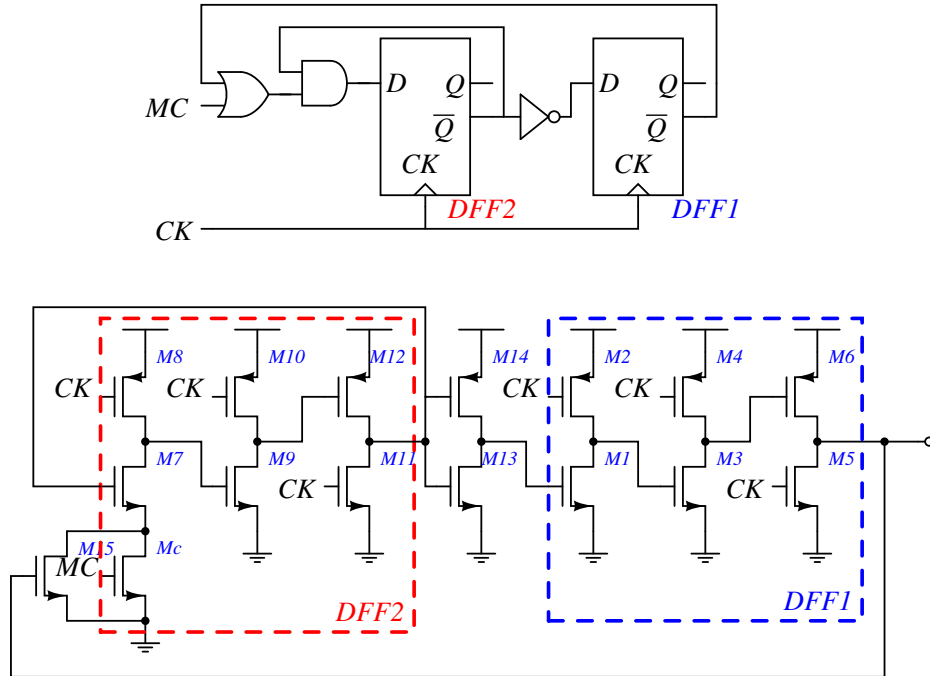 D Q D Q
MC Q Q
CK CK
DFF2 DFF1
CK
M8 M10 M12 M14 M2 M4 M6
CK CK CK CK
M7 M9 M11 M13 M1 M3 M5
CK CK
M15 Mc
MC
DFF2 DFF1